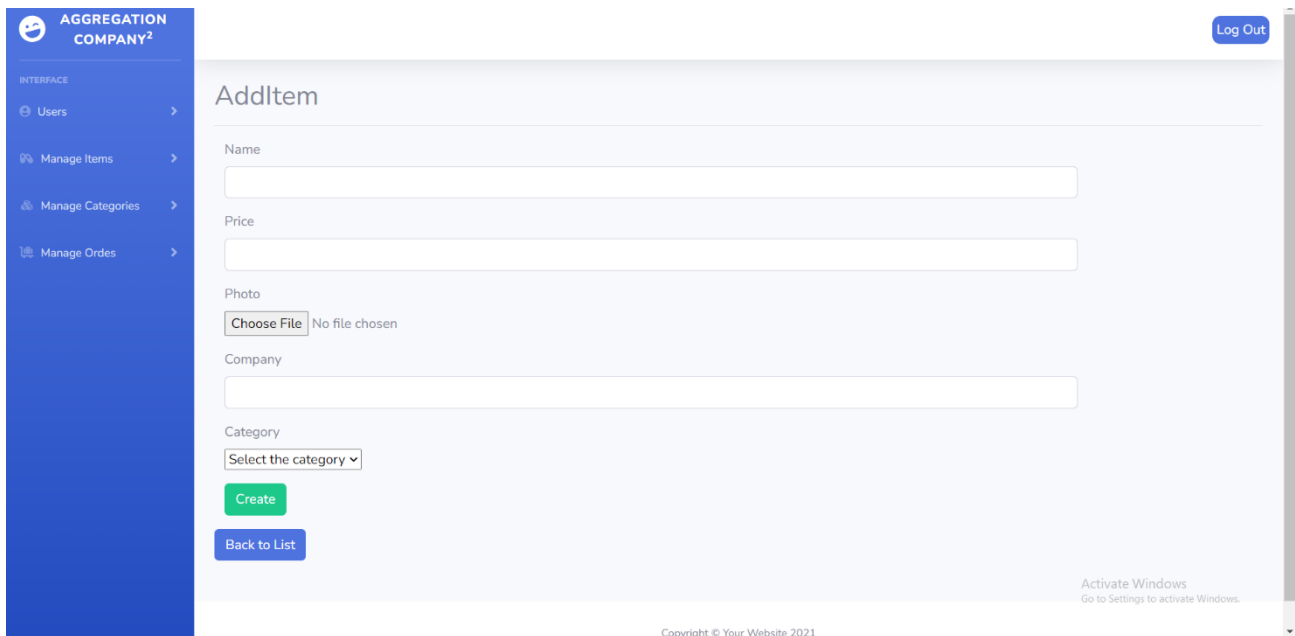 AGGREGATION
COMPANY²
Log Out
INTERFACE
Users
Manage Items
Manage Categories
Manage Ordes
AddItem
Name
Price
Photo
Choose File No file chosen
Company
Category
Select the category
Create
Back to List
Activate Windows
Go to Settings to activate Windows.
Copyright © Your Website 2021